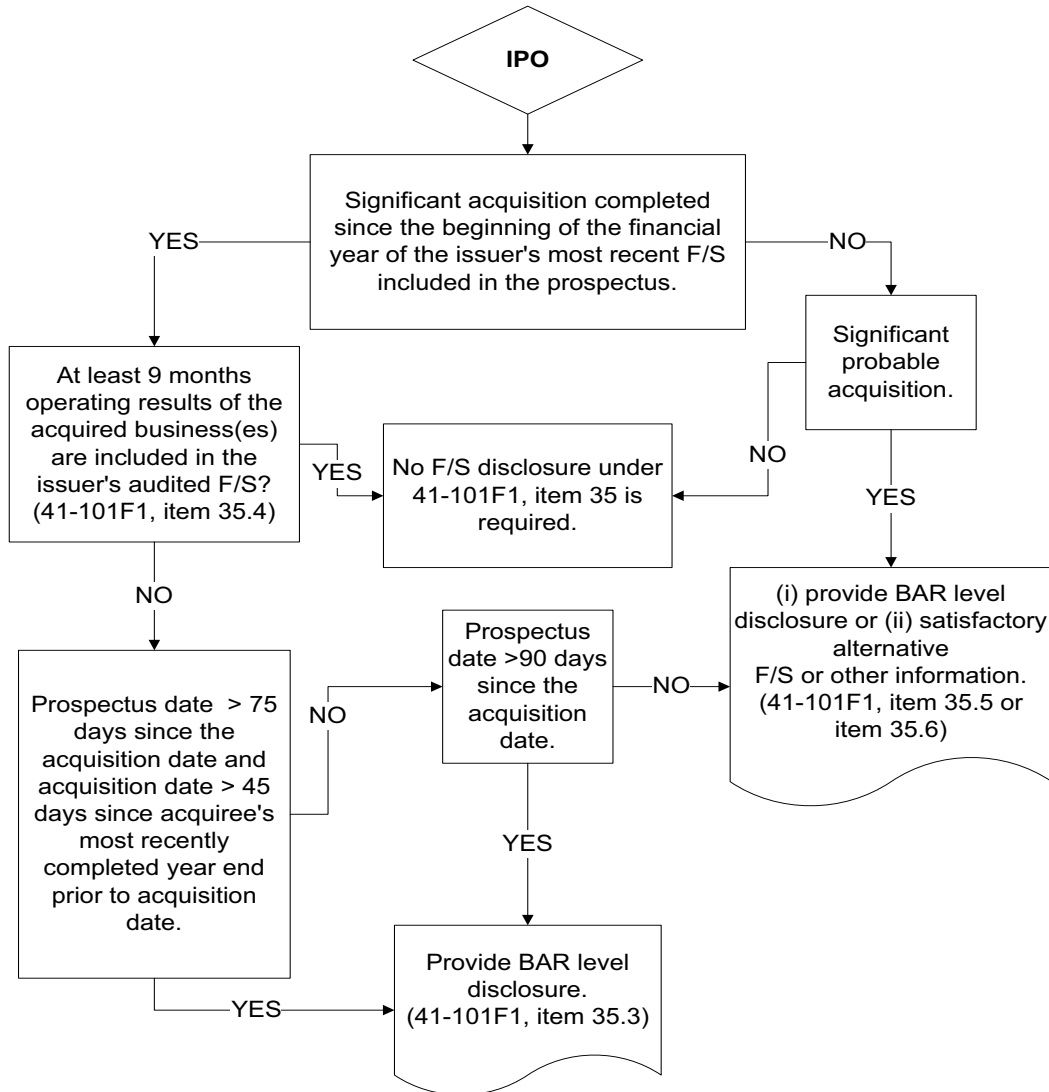 IPO
Significant acquisition completed
since the beginning of the financial
year of the issuer's most recent F/S
included in the prospectus.
YES
NO
At least 9 months
operating results of the
acquired business(es)
are included in the
issuer's audited F/S?
(41-101F1, item 35.4)
YES
No F/S disclosure under
41-101F1, item 35 is
required.
NO
Significant
probable
acquisition.
YES
NO
Prospectus date > 75
days since the
acquisition date and
acquisition date > 45
days since acquiree's
most recently
completed year end
prior to acquisition
date.
NO
Prospectus
date >90 days
since the
acquisition
date.
NO
(i) provide BAR level
disclosure or (ii) satisfactory
alternative
F/S or other information.
(41-101F1, item 35.5 or
item 35.6)
YES
YES
Provide BAR level
disclosure.
(41-101F1, item 35.3)